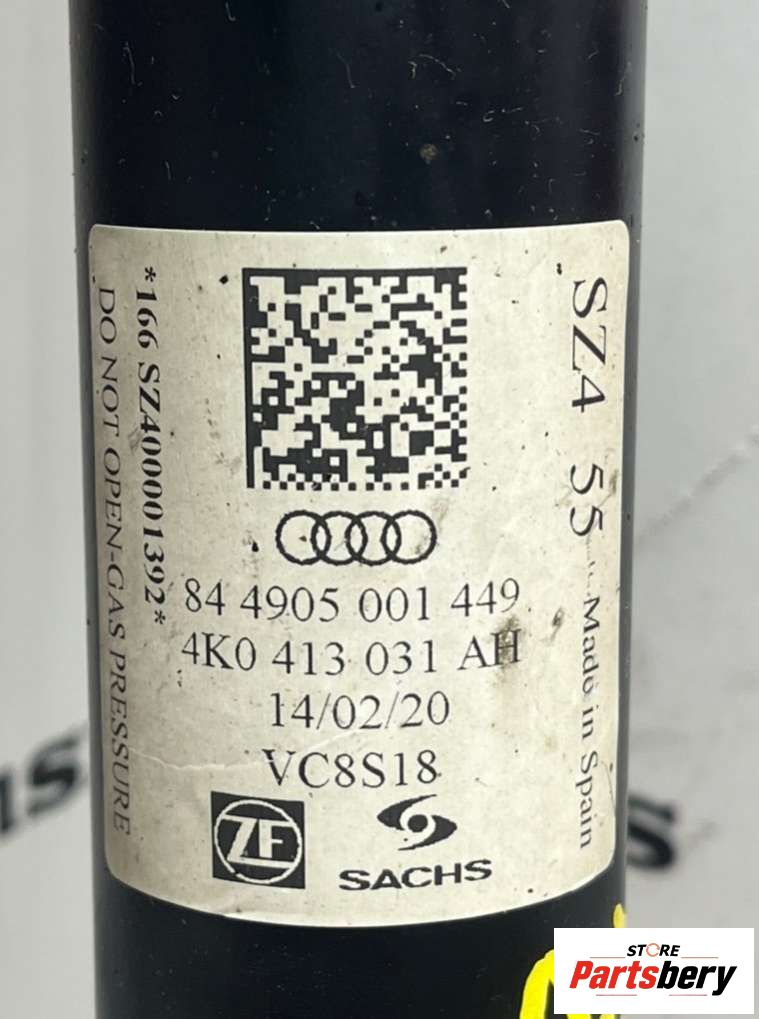 *166 SZ400001392*
DO NOT OPEN-GAS PRESSURE
SZ4 55
Made in Spain
84 4905 001 449
4K0 413 031 AH
14/02/20
VC8S18
ZF
SACHS
STORE
Partsbery